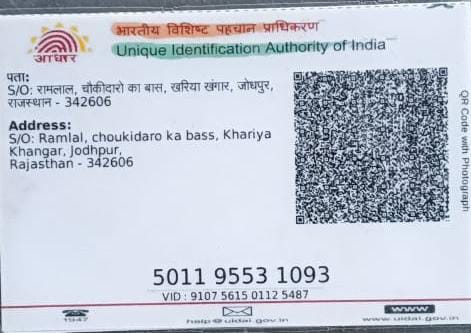 भारतीय विशिष्ट पहचान प्राधिकरण
Unique Identification Authority of India
आधार
पता:
S/O: रामलाल, चौकीदारो का बास, खरिया खंगार, जोधपुर,
राजस्थान - 342606
Address:
S/O: Ramlal, choukidaro ka bass, Khariya
Khangar, Jodhpur,
Rajasthan - 342606
QR Code with Photograph
5011 9553 1093
VID : 9107 5615 0112 5487
1947
help@uidai.gov.in
www
www.uidai.gov.in